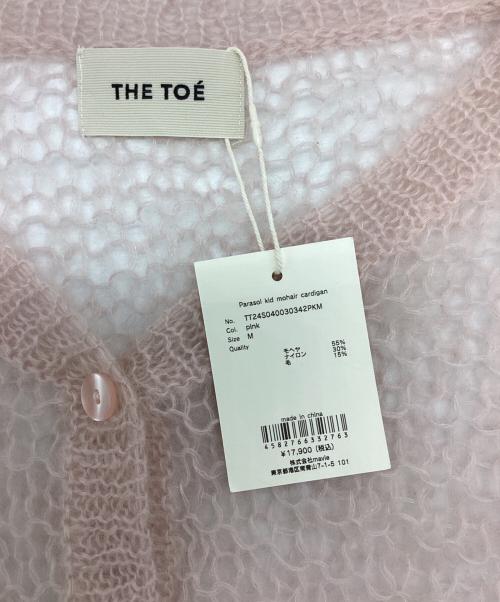 THE TOÉ
Parasol kid mohair cardigan
No. TT24S040030342PKM
Col. pink
Size M
Quality モヘヤ 55%
ナイロン 30%
毛 15%
made in china
4582766332763
¥17,900 (税込)
株式会社mavie
東京都港区南青山7-1-5 101